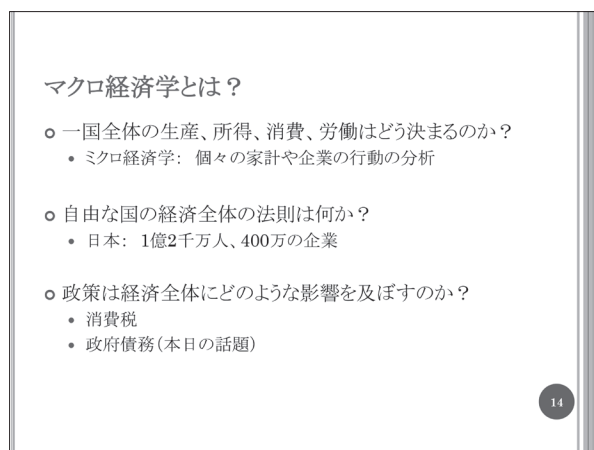 マクロ経済学とは？
一国全体の生産、所得、消費、労働はどう決まるのか？
ミクロ経済学： 個々の家計や企業の行動の分析
自由な国の経済全体の法則は何か？
日本： 1億2千万人、400万の企業
政策は経済全体にどのような影響を及ぼすのか？
消費税
政府債務（本日の話題）
14